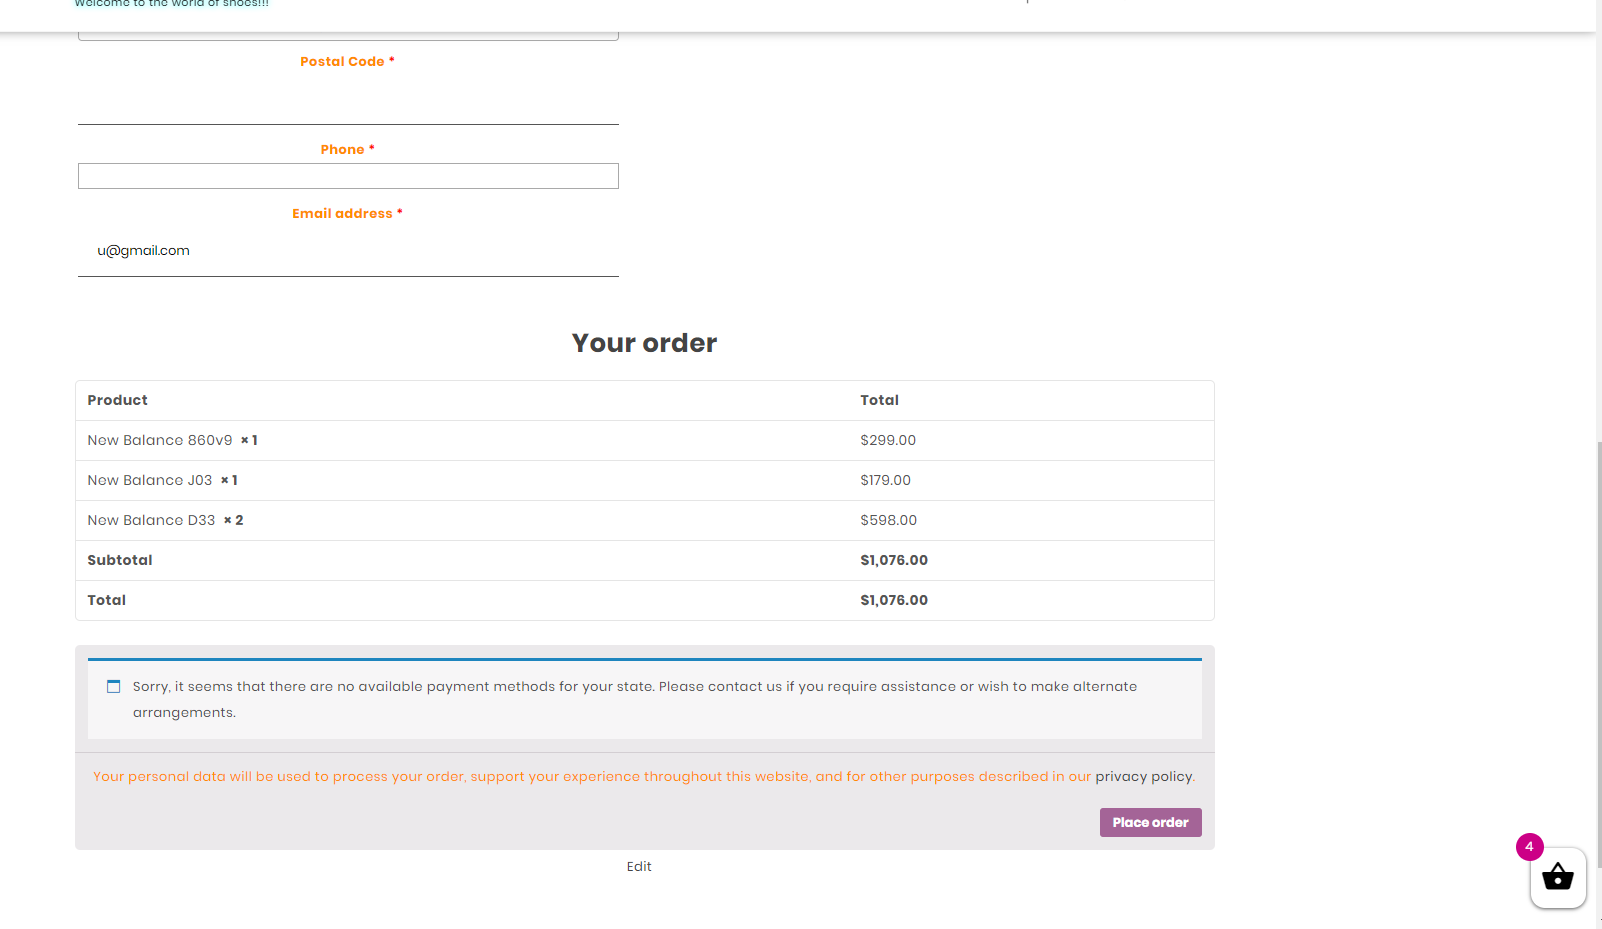 Welcome to the world of shoes!!!
Postal Code *
Phone *
Email address *
u@gmail.com
Your order
Product Total
New Balance 860v9 × 1 $299.00
New Balance J03 × 1 $179.00
New Balance D33 × 2 $598.00
Subtotal $1,076.00
Total $1,076.00
Sorry, it seems that there are no available payment methods for your state. Please contact us if you require assistance or wish to make alternate
arrangements.
Your personal data will be used to process your order, support your experience throughout this website, and for other purposes described in our privacy policy.
Place order
4
Edit